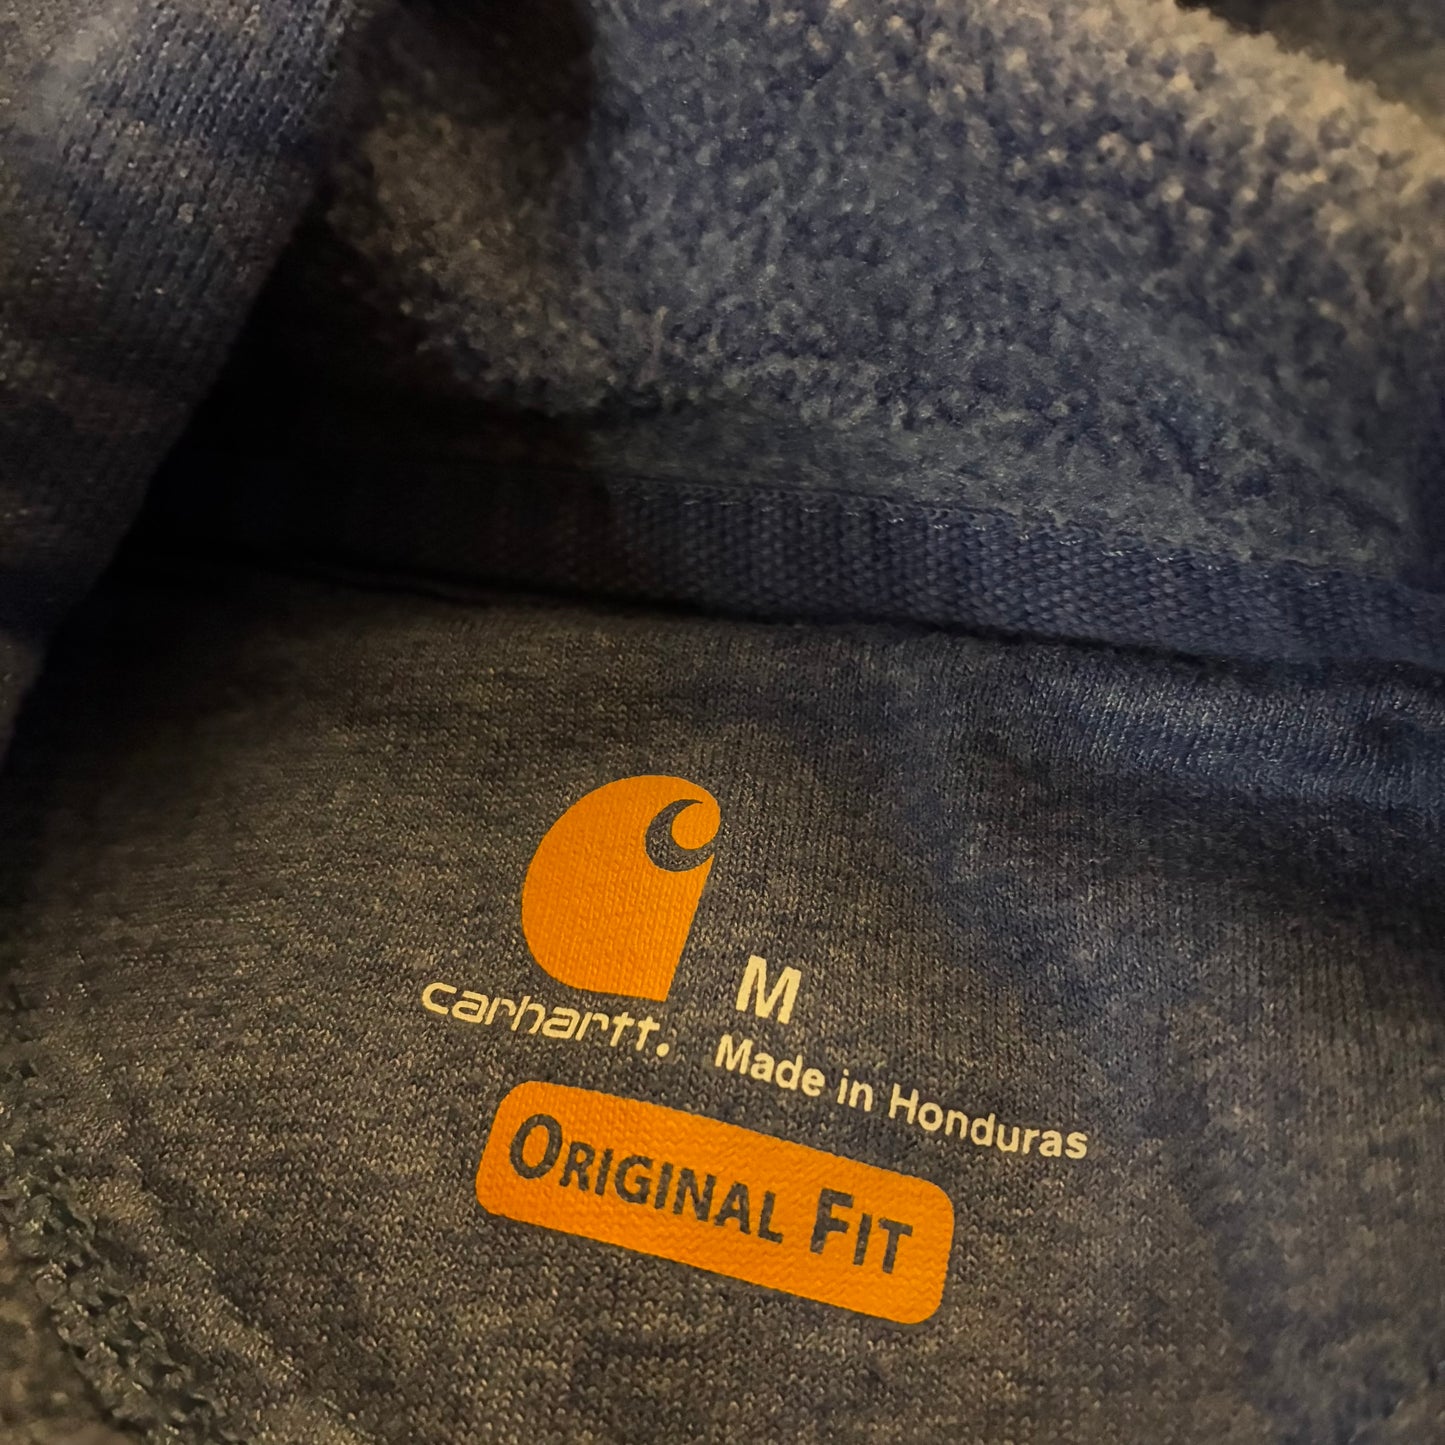 M
carhartt.
Made in Honduras
ORIGINAL FIT